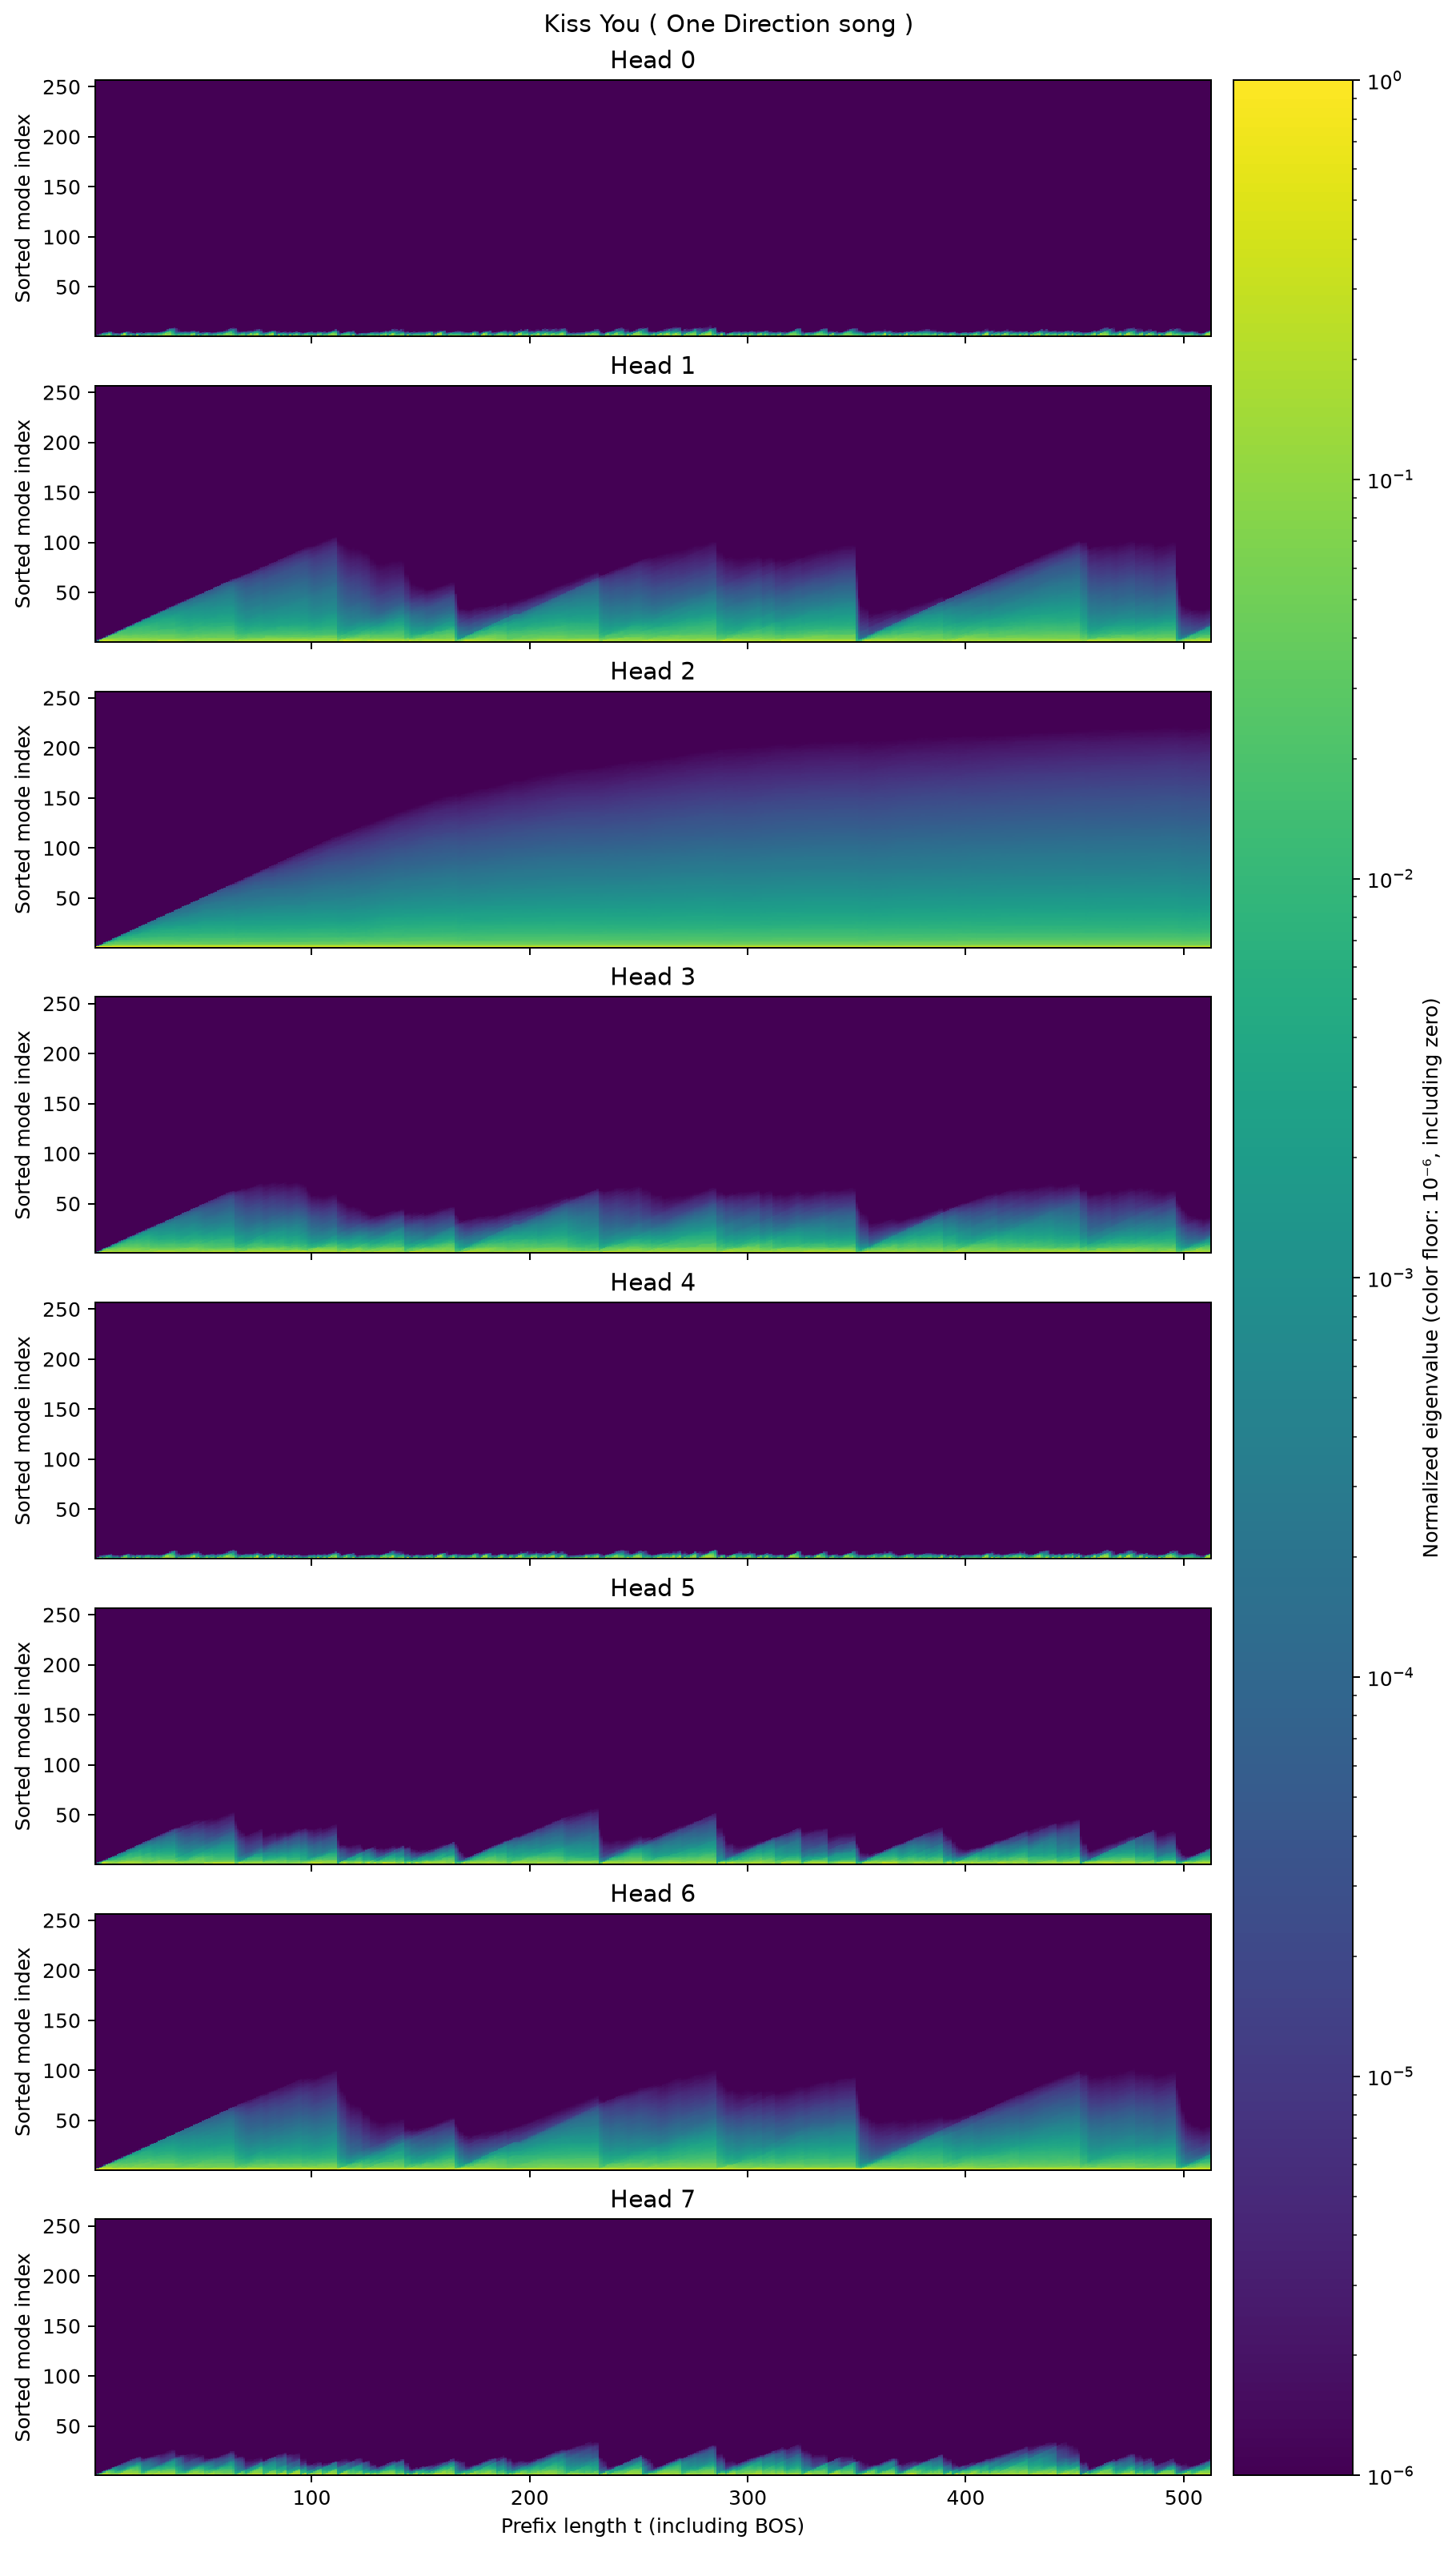 Kiss You ( One Direction song )
Head 0
Sorted mode index
250
200
150
100
50
Head 1
Sorted mode index
250
200
150
100
50
Head 2
Sorted mode index
250
200
150
100
50
Head 3
Sorted mode index
250
200
150
100
50
Head 4
Sorted mode index
250
200
150
100
50
Head 5
Sorted mode index
250
200
150
100
50
Head 6
Sorted mode index
250
200
150
100
50
Head 7
Sorted mode index
250
200
150
100
50
100 200 300 400 500
Prefix length t (including BOS)
10⁰
10⁻¹
10⁻²
10⁻³
10⁻⁴
10⁻⁵
10⁻⁶
Normalized eigenvalue (color floor: 10⁻⁶, including zero)